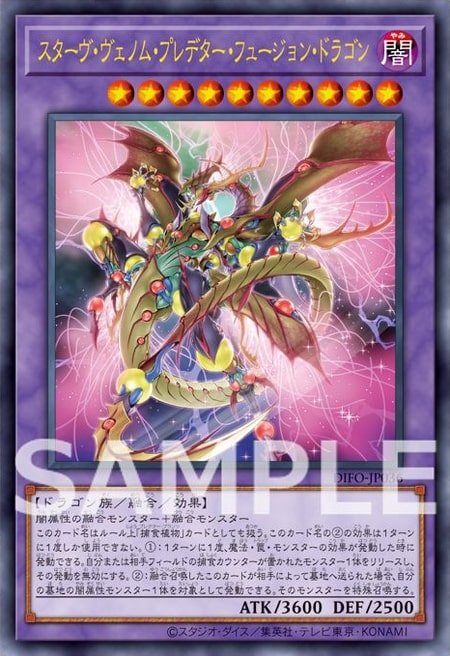 スターヴ・ヴェノム・プレデター・フュージョン・ドラゴン
闇
やみ
SAMPLE
DIFO-JP036
【ドラゴン族／融合／効果】
闇属性の融合モンスター＋融合モンスター
このカード名はルール上「捕食植物」カードとしても扱う。このカード名の②の効果は1ターン
に1度しか使用できない。①：1ターンに1度、魔法・罠・モンスターの効果が発動した時に
発動できる。自分または相手フィールドの捕食カウンターが置かれたモンスター1体をリリースし、
その発動を無効にする。②：融合召喚したこのカードが相手によって墓地へ送られた場合、自分
の墓地の闇属性モンスター1体を対象として発動できる。そのモンスターを特殊召喚する。
ATK/3600 DEF/2500
©スタジオ・ダイス／集英社・テレビ東京・KONAMI